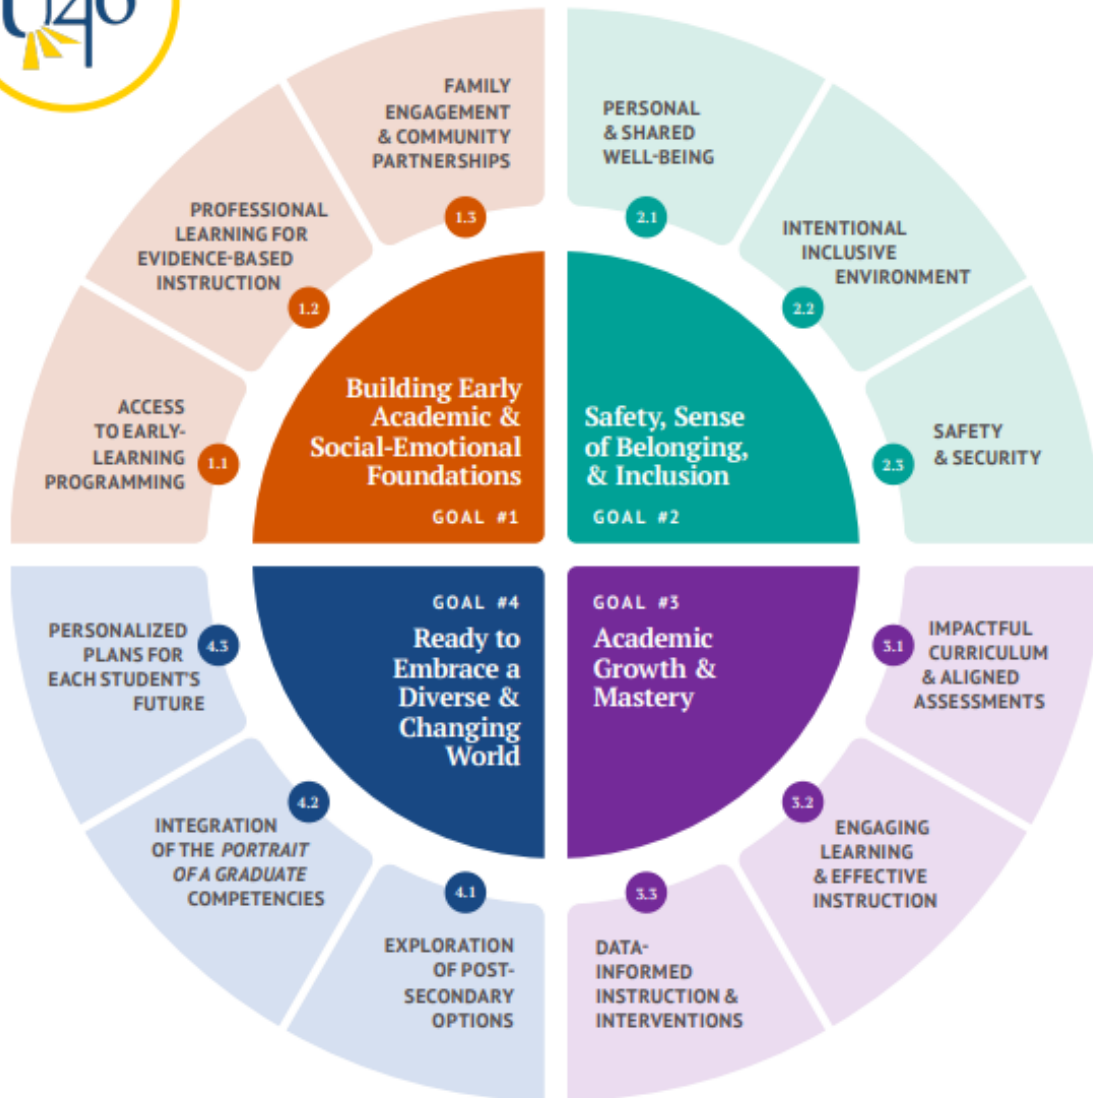 FAMILY
ENGAGEMENT
& COMMUNITY
PARTNERSHIPS
1.3
PROFESSIONAL
LEARNING FOR
EVIDENCE-BASED
INSTRUCTION
1.2
ACCESS
TO EARLY-
LEARNING
PROGRAMMING
1.1
Building Early
Academic &
Social-Emotional
Foundations
GOAL #1
PERSONAL
& SHARED
WELL-BEING
2.1
INTENTIONAL
INCLUSIVE
ENVIRONMENT
2.2
SAFETY
& SECURITY
2.3
Safety, Sense
of Belonging,
& Inclusion
GOAL #2
GOAL #3
Academic
Growth &
Mastery
3.1
IMPACTFUL
CURRICULUM
& ALIGNED
ASSESSMENTS
3.2
ENGAGING
LEARNING
& EFFECTIVE
INSTRUCTION
3.3
DATA-
INFORMED
INSTRUCTION &
INTERVENTIONS
GOAL #4
Ready to
Embrace a
Diverse &
Changing
World
4.1
EXPLORATION
OF POST-
SECONDARY
OPTIONS
4.2
INTEGRATION
OF THE PORTRAIT
OF A GRADUATE
COMPETENCIES
4.3
PERSONALIZED
PLANS FOR
EACH STUDENT'S
FUTURE